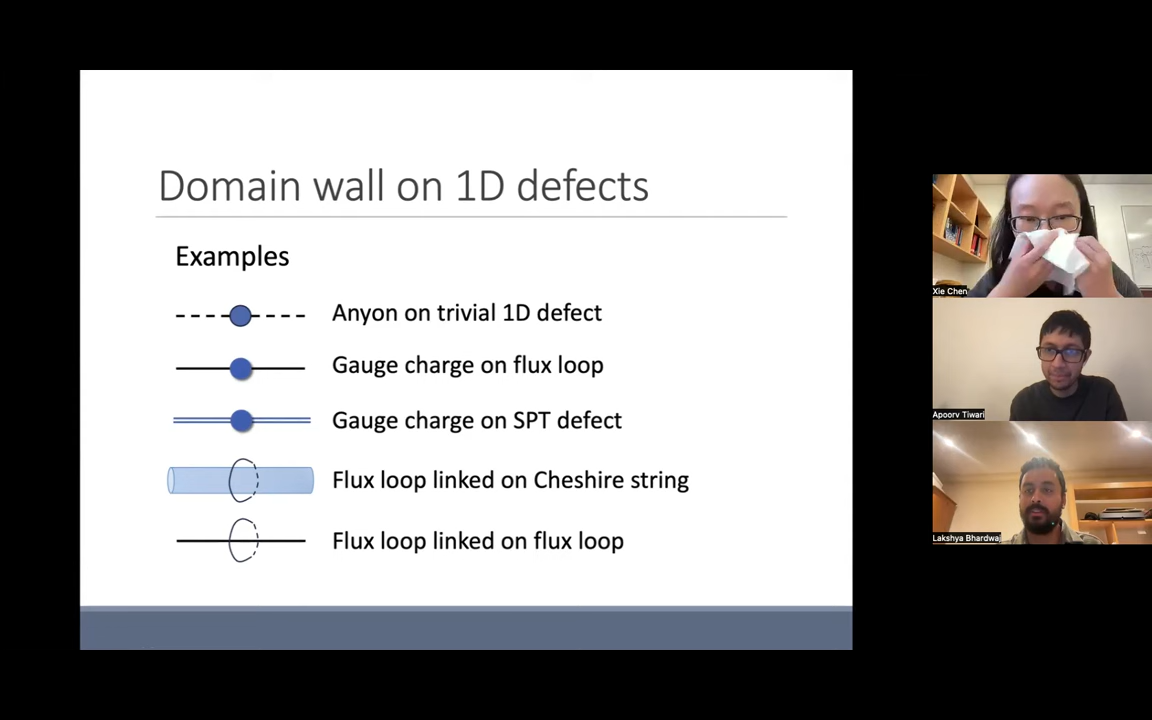 Domain wall on 1D defects
Examples
Anyon on trivial 1D defect
Gauge charge on flux loop
Gauge charge on SPT defect
Flux loop linked on Cheshire string
Flux loop linked on flux loop
Xie Chen
Apoorv Tiwari
Lakshya Bhardwaj